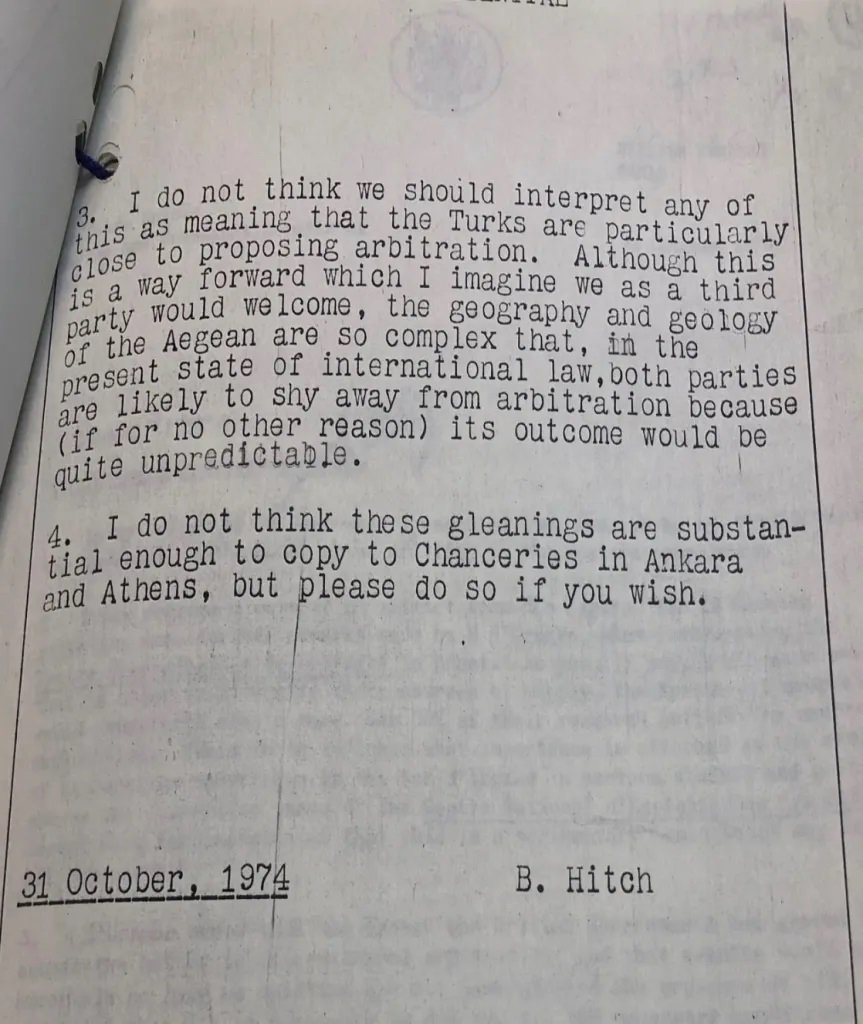 3. I do not think we should interpret any of
this as meaning that the Turks are particularly
close to proposing arbitration. Although this
is a way forward which I imagine we as a third
party would welcome, the geography and geology
of the Aegean are so complex that, in the
present state of international law, both parties
are likely to shy away from arbitration because
(if for no other reason) its outcome would be
quite unpredictable.
4. I do not think these gleanings are substan-
tial enough to copy to Chanceries in Ankara
and Athens, but please do so if you wish.
31 October, 1974 B. Hitch